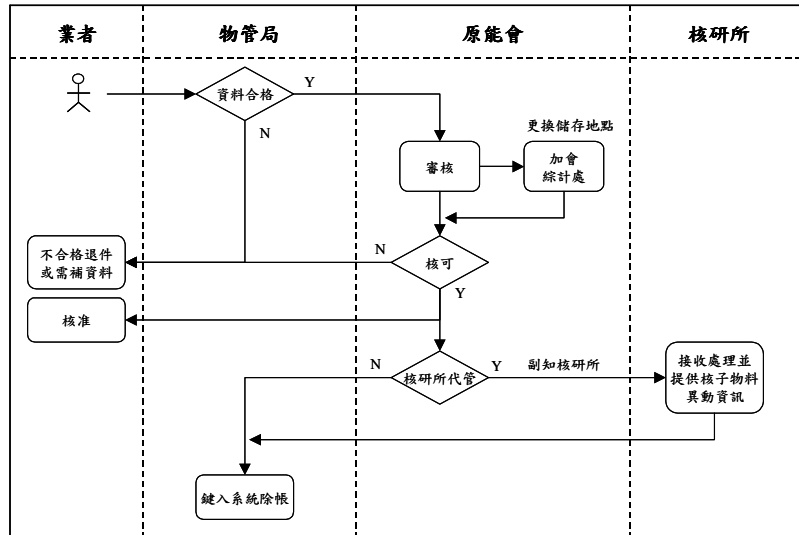 業者
物管局
原能會
核研所
資料合格
Y
N
更換儲存地點
審核
加會
綜計處
不合格退件
或需補資料
N
核可
Y
核准
N
核研所代管
Y
副知核研所
接收處理並
提供核子物料
異動資訊
鍵入系統除帳